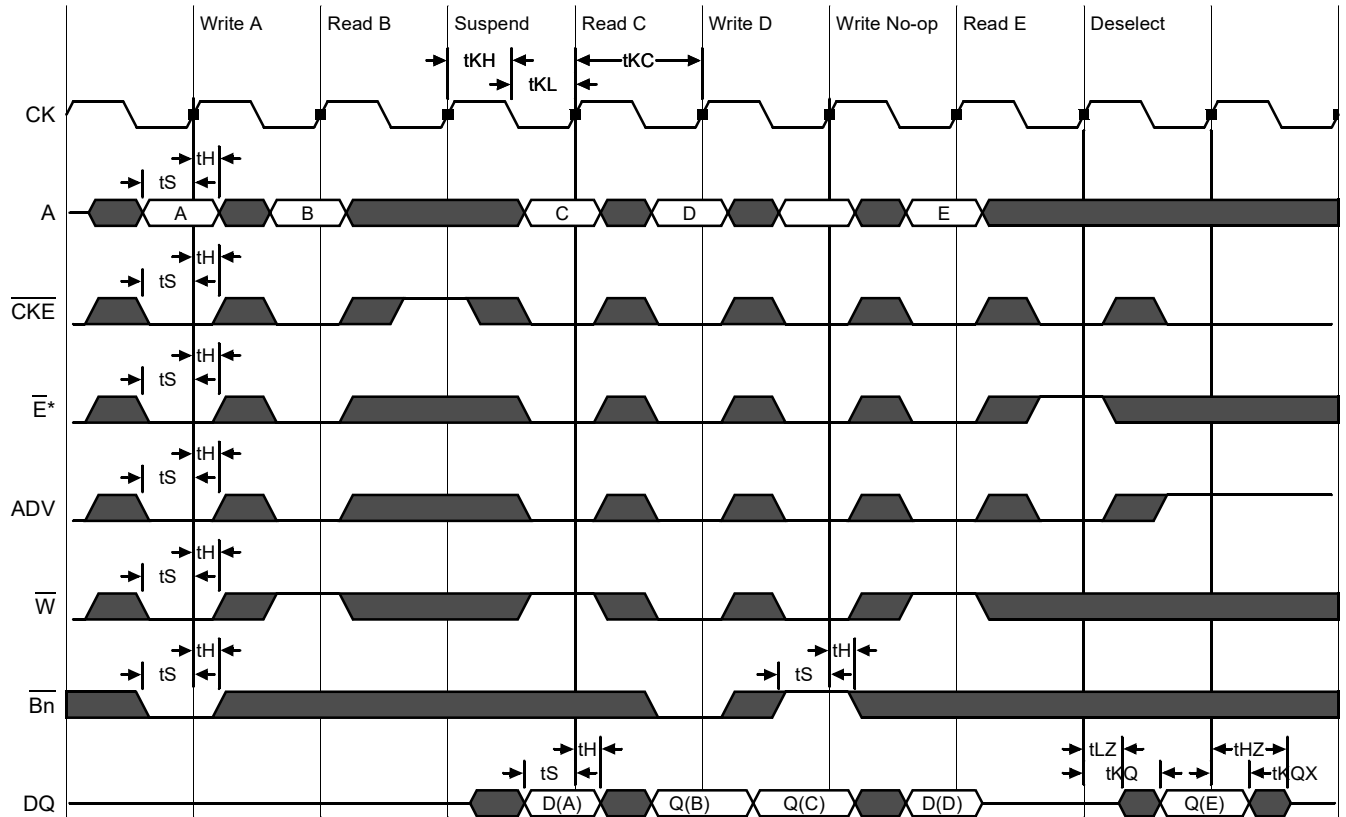 Write A Read B Suspend Read C Write D Write No-op Read E Deselect
tKH tKC
tKL
CK
tH
tS
A A B C D E
tH
tS
CKE
tH
tS
E*
tH
tS
ADV
tH
tS
W
tH tH
tS tS
Bn
tH tLZ tHZ
tS tKQ tKQX
DQ D(A) Q(B) Q(C) D(D) Q(E)